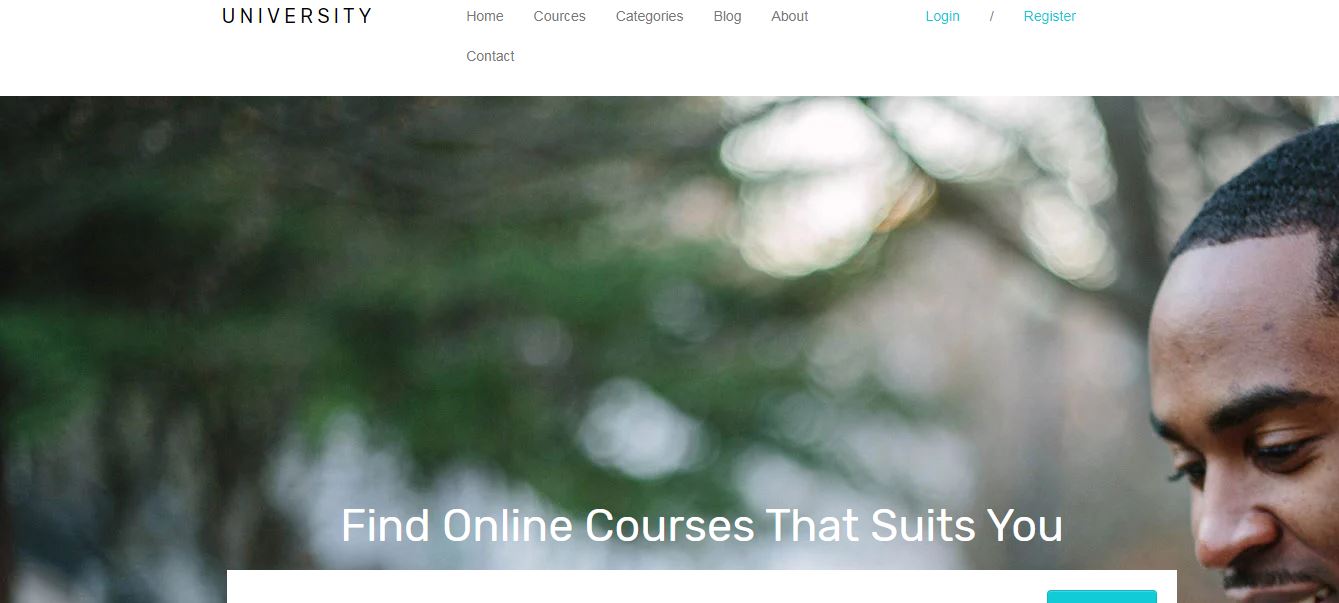 UNIVERSITY
Home Cources Categories Blog About
Login / Register
Contact
Find Online Courses That Suits You